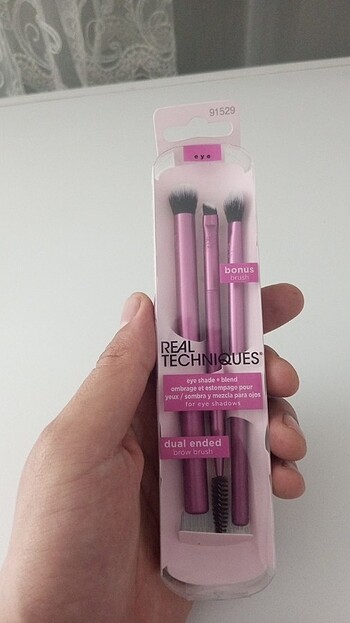 91529
eye
bonus
brush
REAL
TECHNIQUES®
eye shade + blend
ombrage et estompage pour
yeux / sombra y mezcla para ojos
for eye shadows
dual ended
brow brush